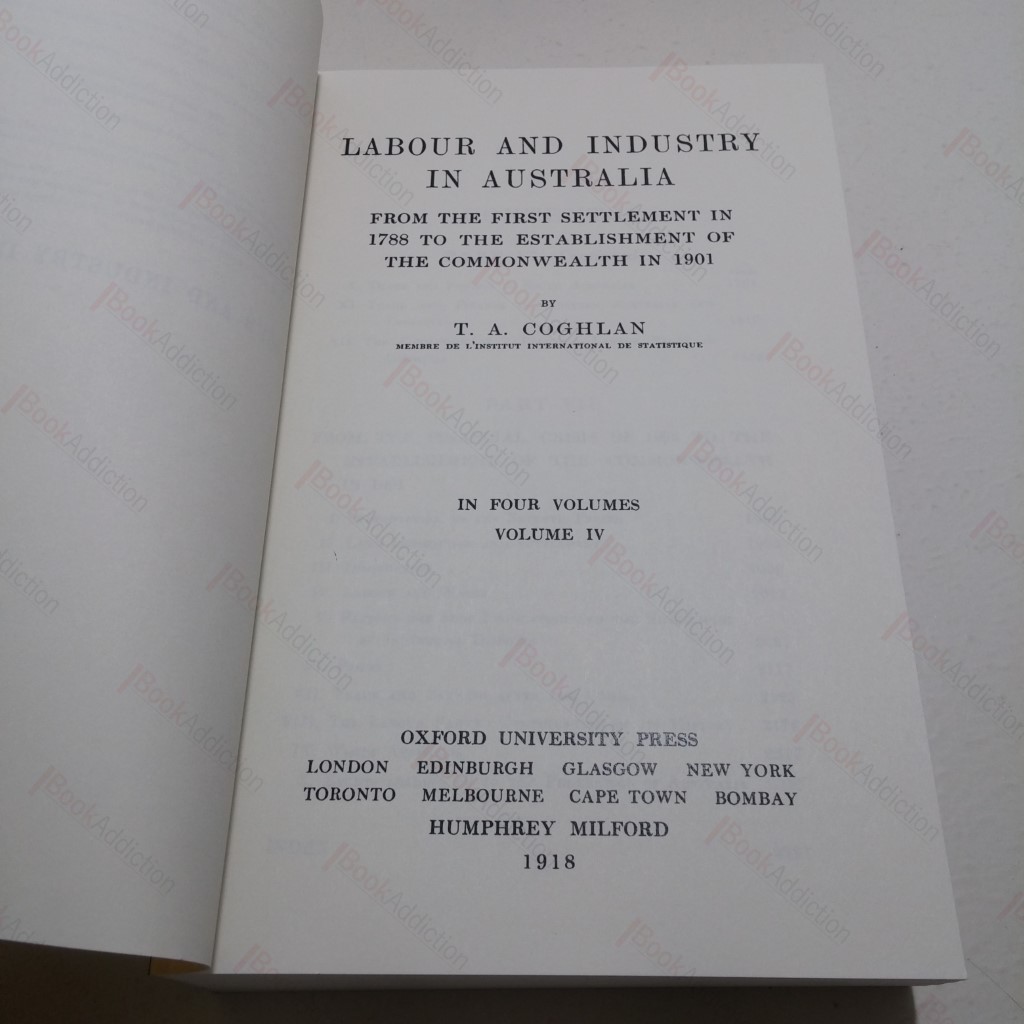 LABOUR AND INDUSTRY
IN AUSTRALIA
FROM THE FIRST SETTLEMENT IN
1788 TO THE ESTABLISHMENT OF
THE COMMONWEALTH IN 1901
BY
T. A. COGHLAN
MEMBRE DE L'INSTITUT INTERNATIONAL DE STATISTIQUE
IN FOUR VOLUMES
VOLUME IV
OXFORD UNIVERSITY PRESS
LONDON EDINBURGH GLASGOW NEW YORK
TORONTO MELBOURNE CAPE TOWN BOMBAY
HUMPHREY MILFORD
1918
BookAddiction